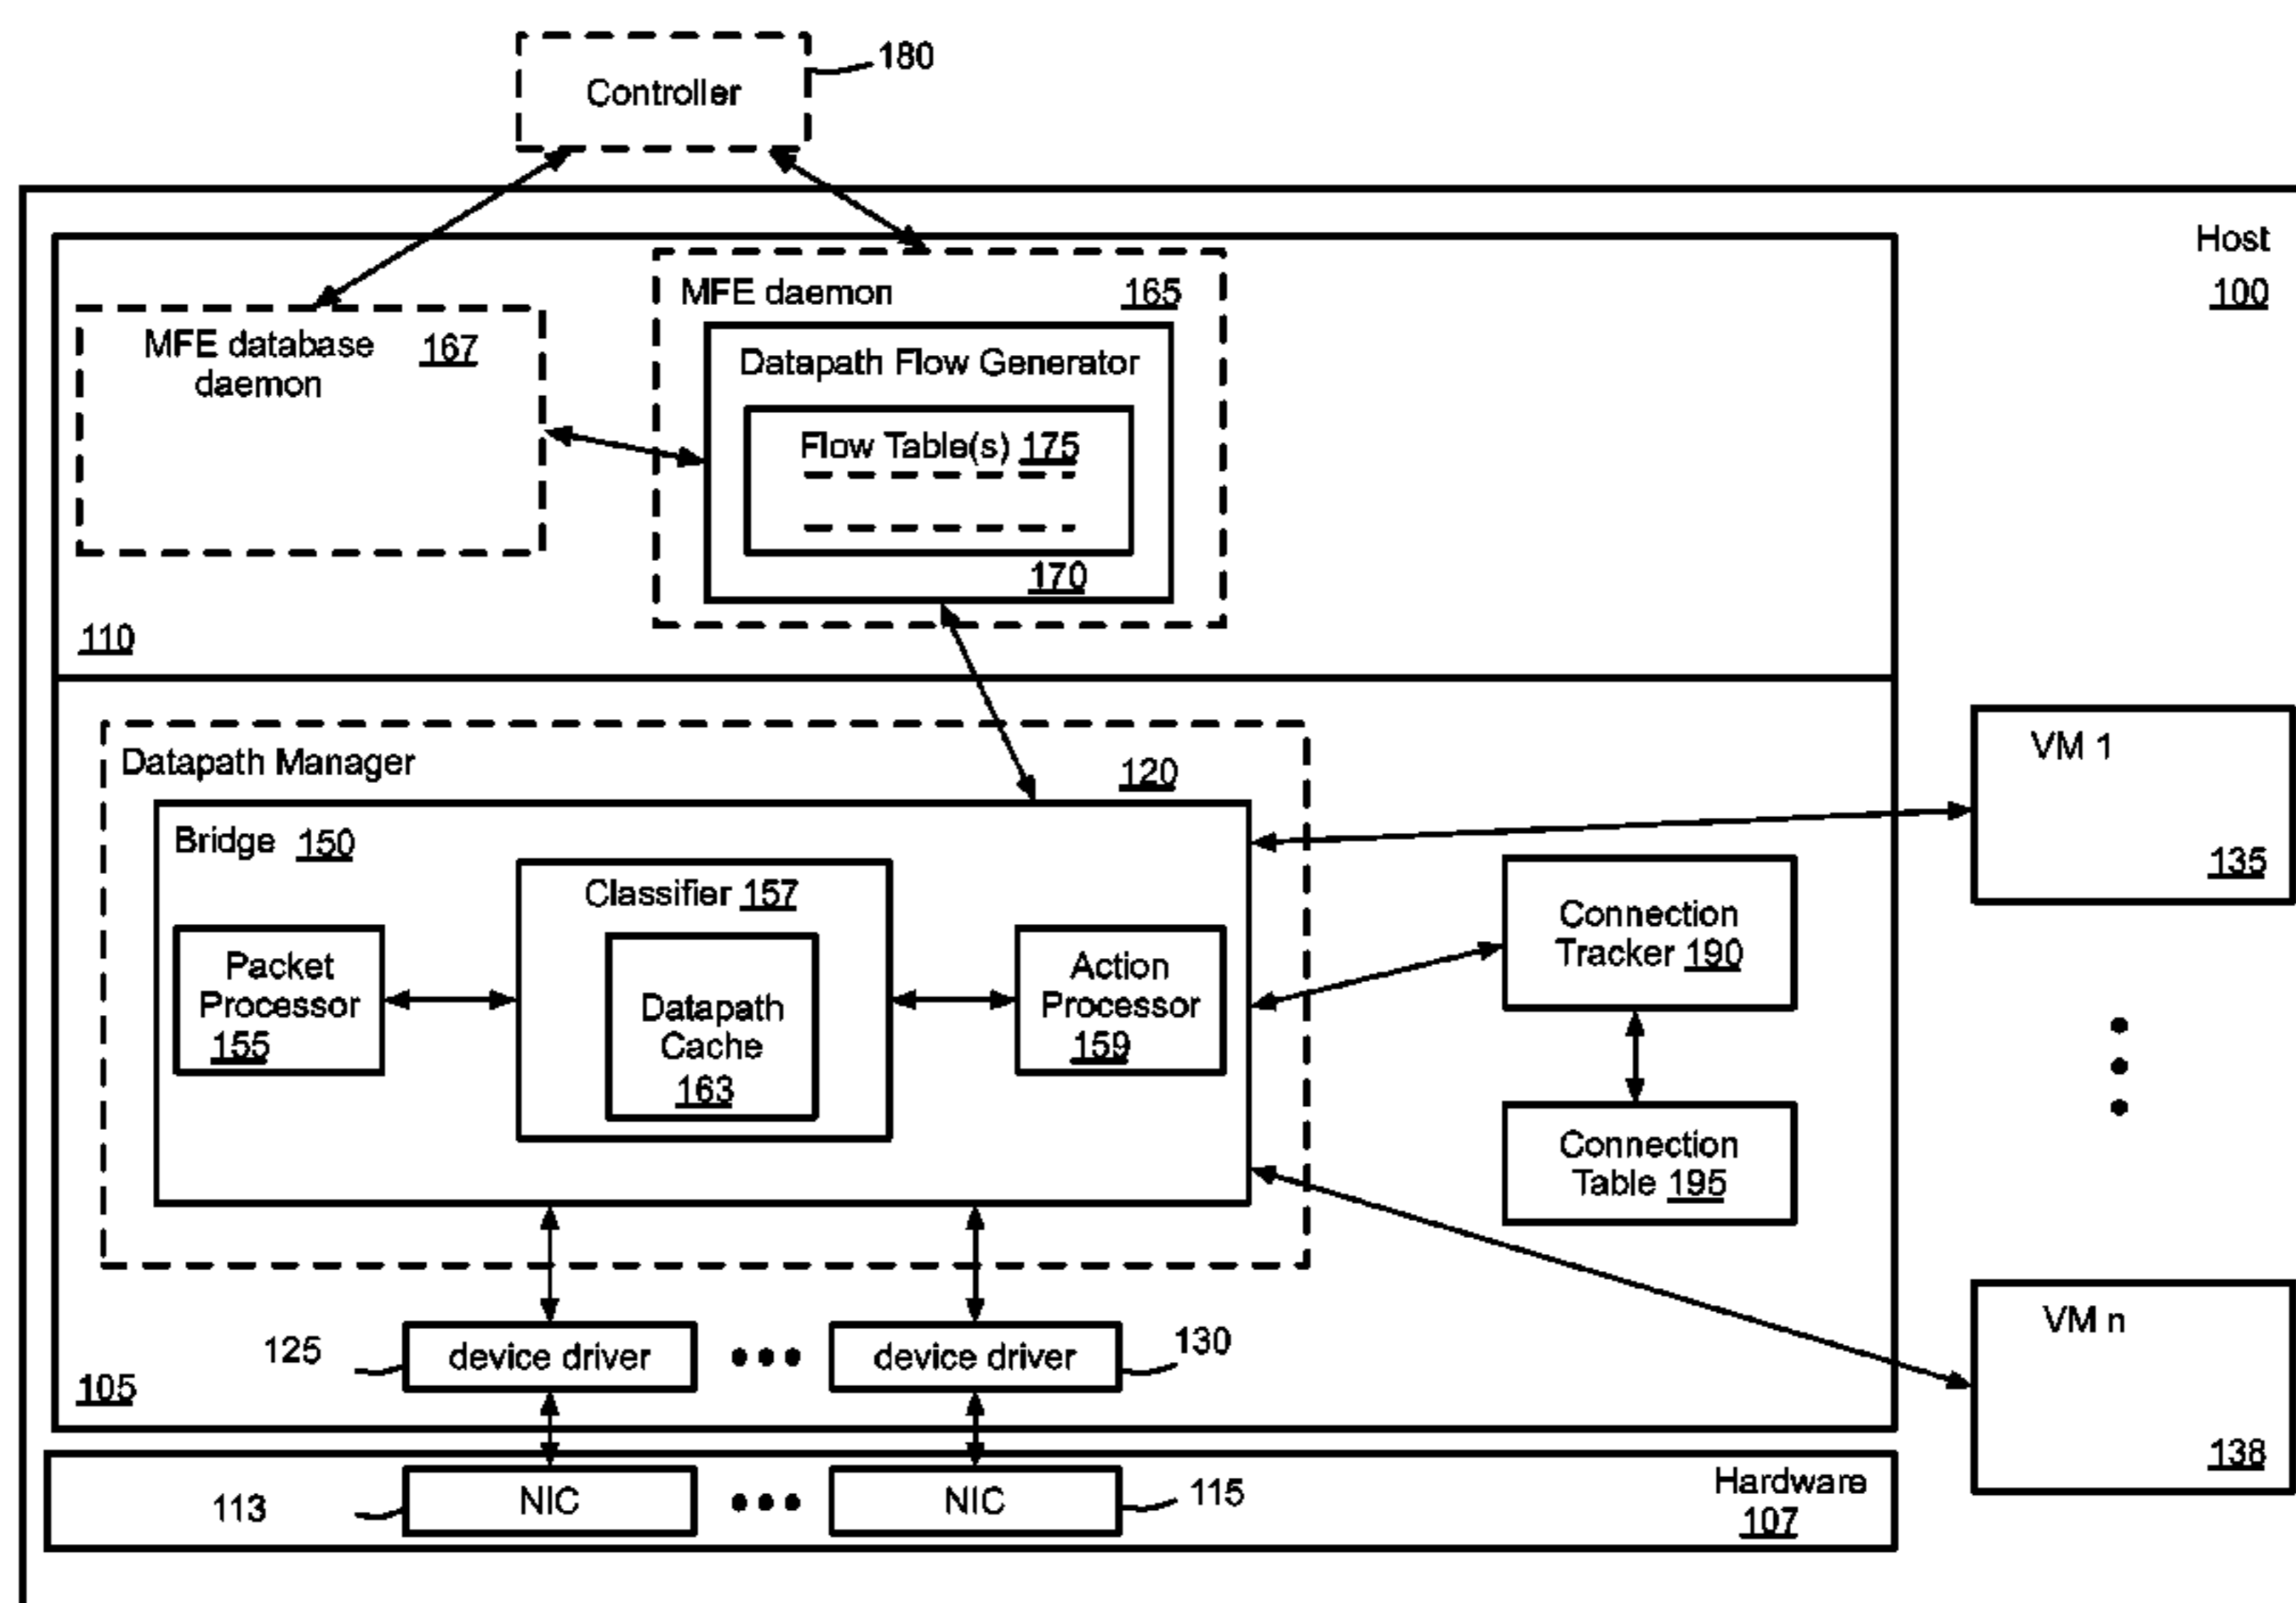 Controller
180
Host
100
MFE daemon 165
MFE database
daemon
167
Datapath Flow Generator
Flow Table(s) 175
170
110
Datapath Manager
120
VM 1
135
Bridge 150
Classifier 157
Packet
Processor
155
Datapath
Cache
163
Action
Processor
159
Connection
Tracker 190
Connection
Table 195
VM n
138
125
device driver
device driver
130
105
113
NIC
NIC
115
Hardware
107